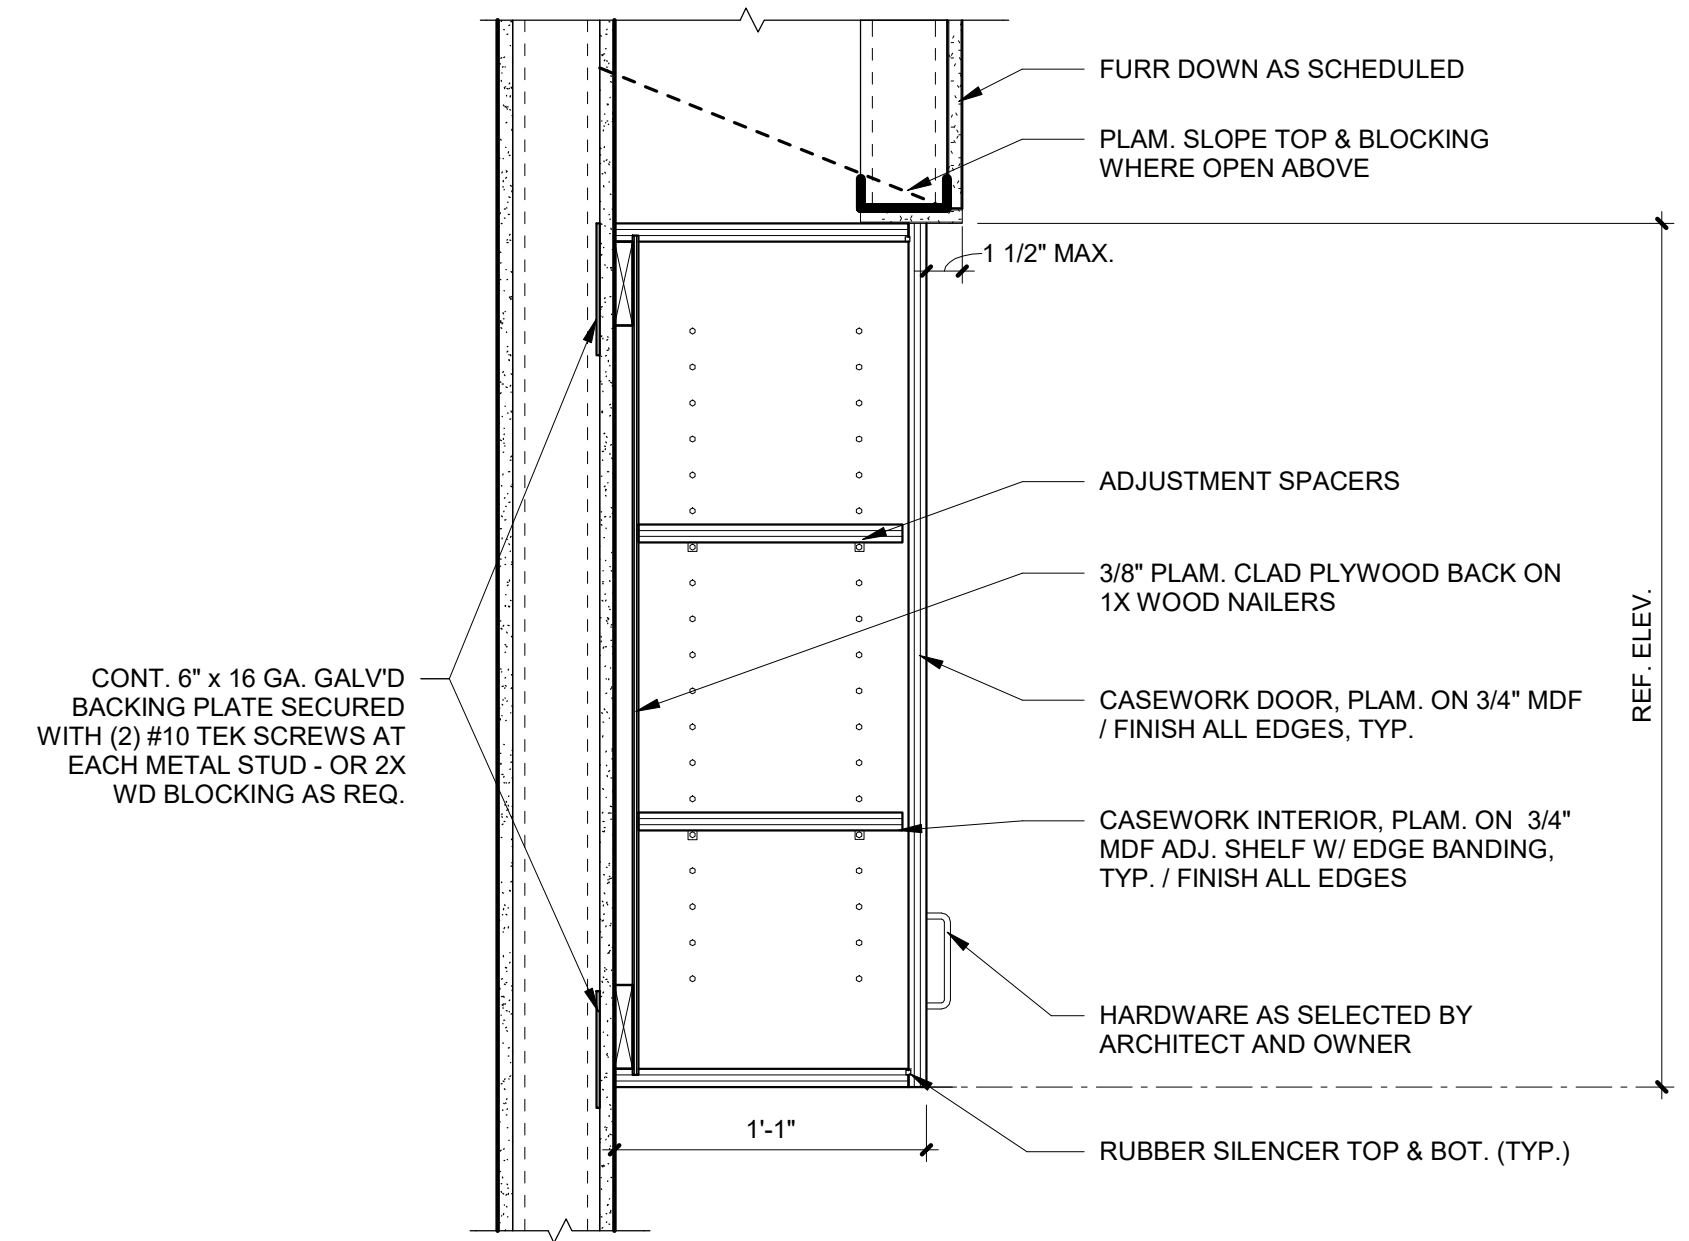 FURR DOWN AS SCHEDULED
PLAM. SLOPE TOP & BLOCKING
WHERE OPEN ABOVE
1 1/2" MAX.
ADJUSTMENT SPACERS
3/8" PLAM. CLAD PLYWOOD BACK ON
1X WOOD NAILERS
REF. ELEV.
CONT. 6" x 16 GA. GALV'D
BACKING PLATE SECURED
WITH (2) #10 TEK SCREWS AT
EACH METAL STUD - OR 2X
WD BLOCKING AS REQ.
CASEWORK DOOR, PLAM. ON 3/4" MDF
/ FINISH ALL EDGES, TYP.
CASEWORK INTERIOR, PLAM. ON 3/4"
MDF ADJ. SHELF W/ EDGE BANDING,
TYP. / FINISH ALL EDGES
HARDWARE AS SELECTED BY
ARCHITECT AND OWNER
1'-1"
RUBBER SILENCER TOP & BOT. (TYP.)